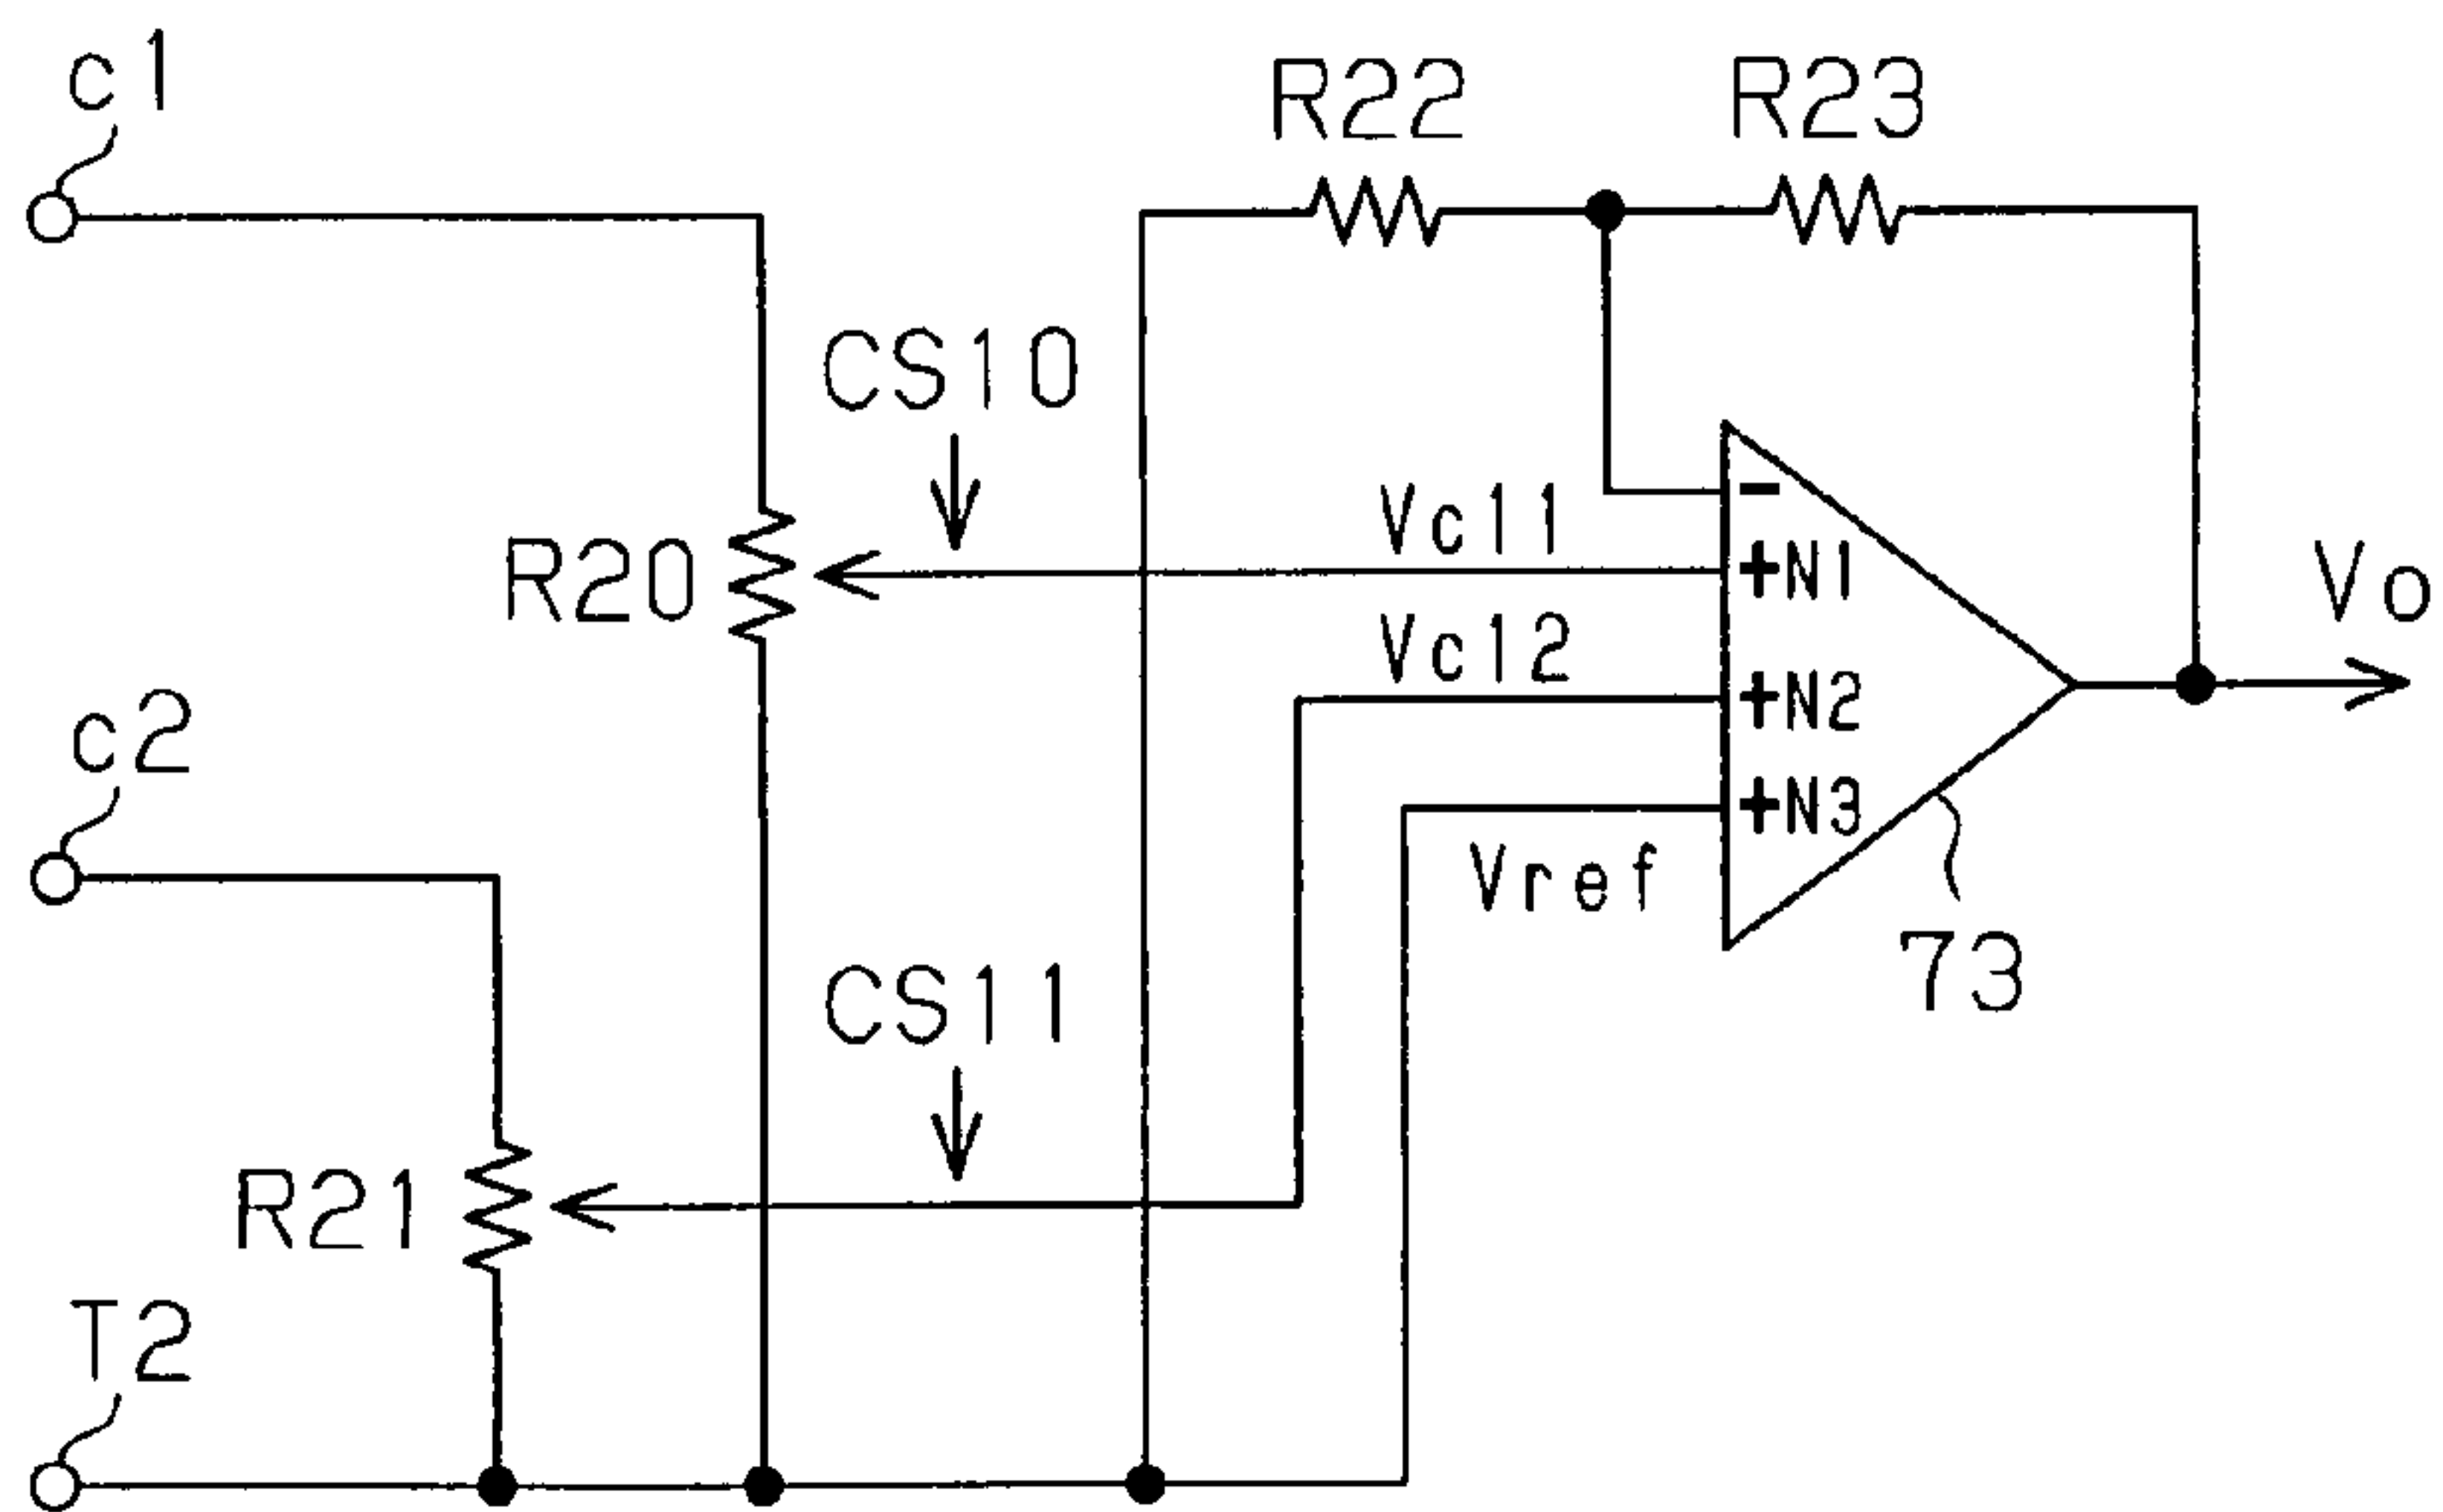 c1
R22
R23
CS10
Vc11
R20
+N1
Vo
Vc12
c2
+N2
+N3
Vref
73
CS11
R21
T2